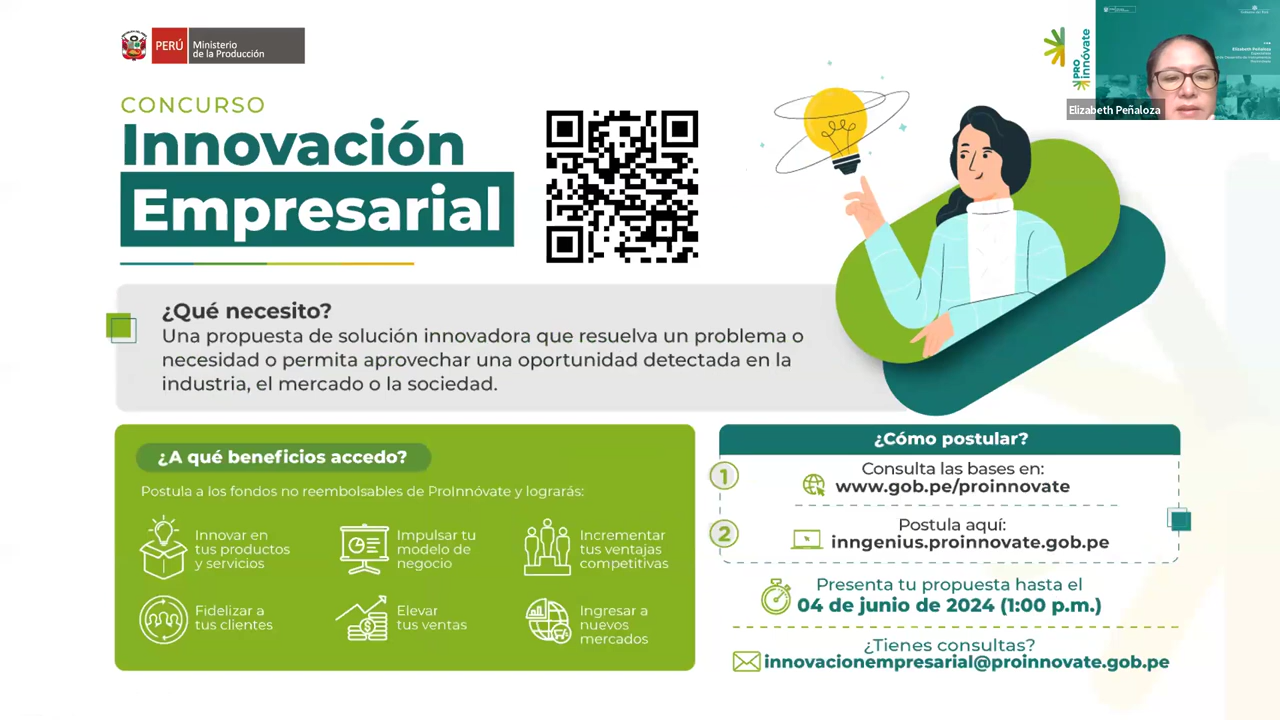 PERÚ
Ministerio
de la Producción
PRO
innóvate
Elizabeth Peñaloza
Elizabeth Peñaloza
CONCURSO
Innovación
Empresarial
¿Qué necesito?
Una propuesta de solución innovadora que resuelva un problema o
necesidad o permita aprovechar una oportunidad detectada en la
industria, el mercado o la sociedad.
¿A qué beneficios accedo?
Postula a los fondos no reembolsables de ProInnóvate y lograrás:
Innovar en
tus productos
y servicios
Impulsar tu
modelo de
negocio
Incrementar
tus ventajas
competitivas
Fidelizar a
tus clientes
Elevar
tus ventas
Ingresar a
nuevos
mercados
¿Cómo postular?
1
Consulta las bases en:
www.gob.pe/proinnovate
2
Postula aquí:
inngenius.proinnovate.gob.pe
Presenta tu propuesta hasta el
04 de junio de 2024 (1:00 p.m.)
¿Tienes consultas?
innovacionempresarial@proinnovate.gob.pe